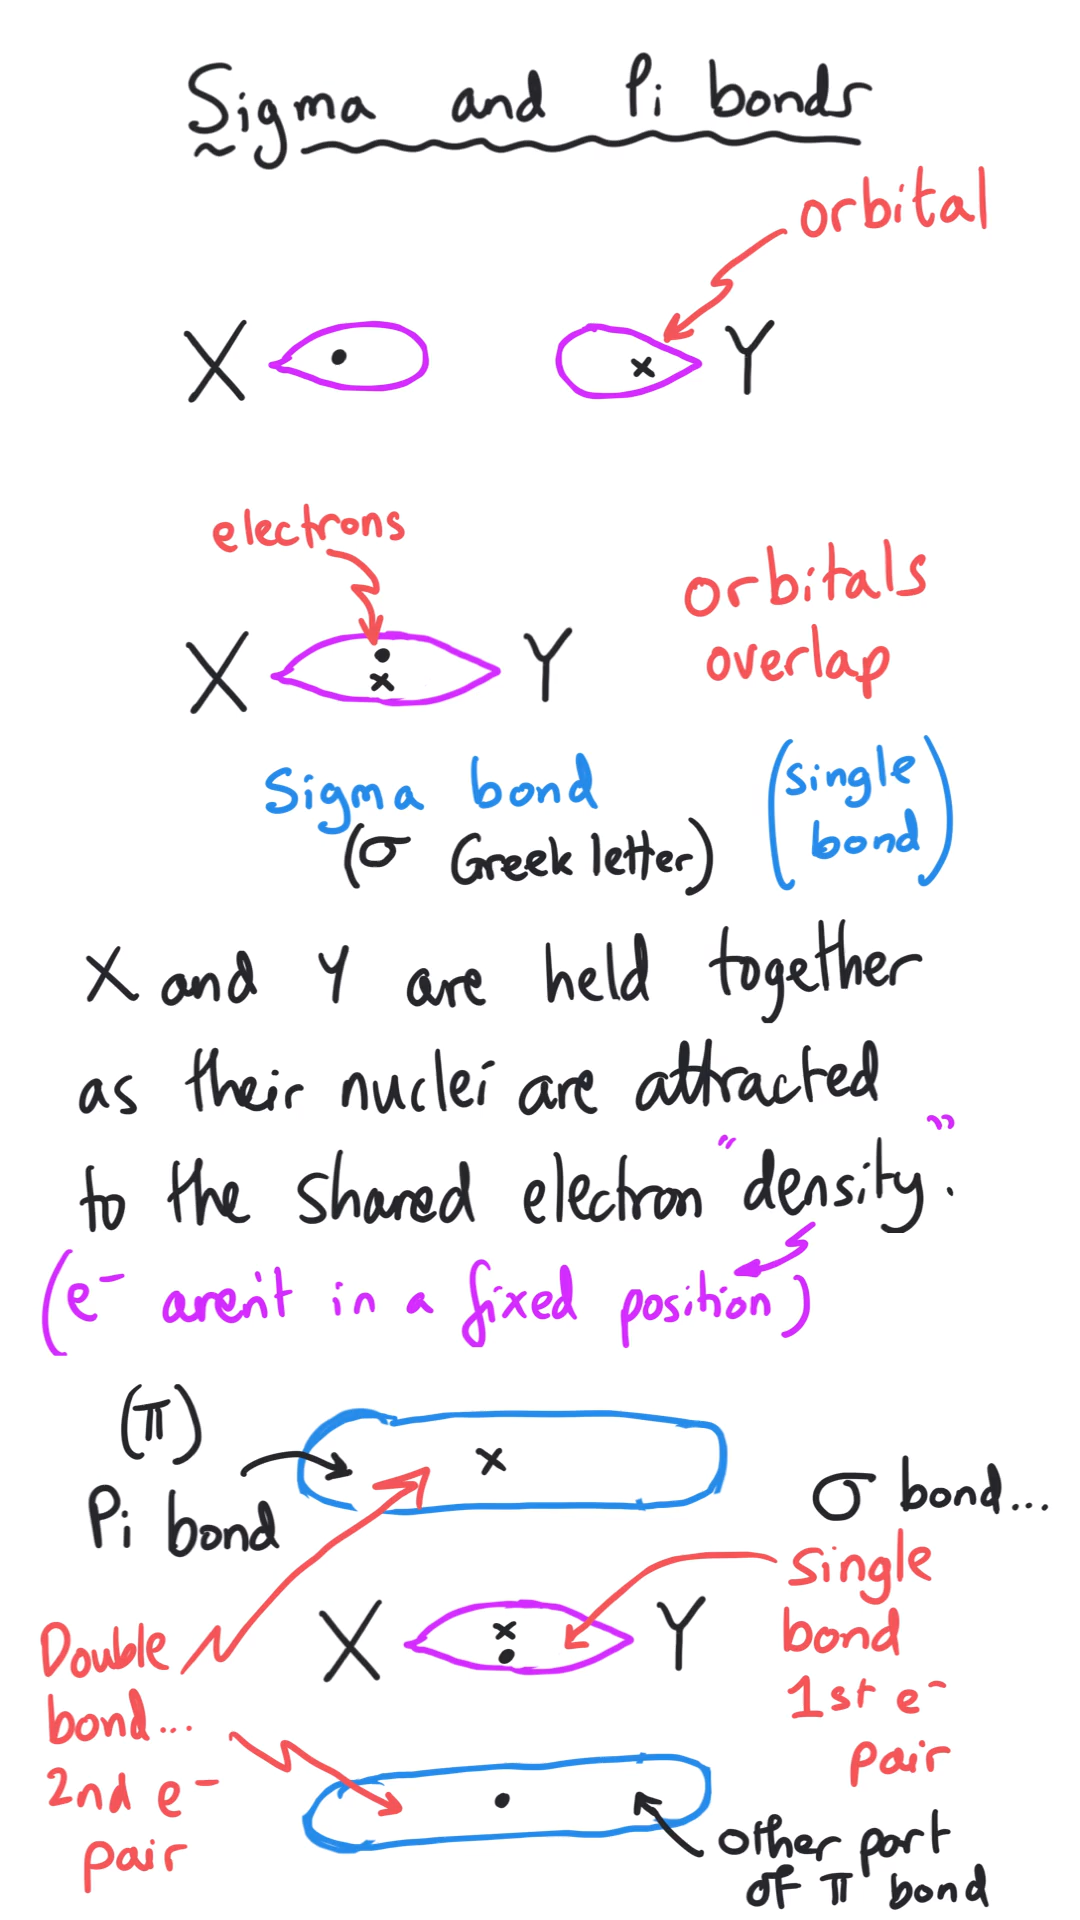 Sigma and Pi bonds
orbital
X • x Y
electrons
orbitals
overlap
X • x Y
Sigma bond
(σ Greek letter)
(single
bond)
X and Y are held together
as their nuclei are attracted
to the shared electron "density".
(e⁻ aren't in a fixed position)
(π)
Pi bond
x
σ bond...
single
bond
1st e⁻
pair
X x • Y
Double
bond...
2nd e⁻
pair
•
other part
of π bond